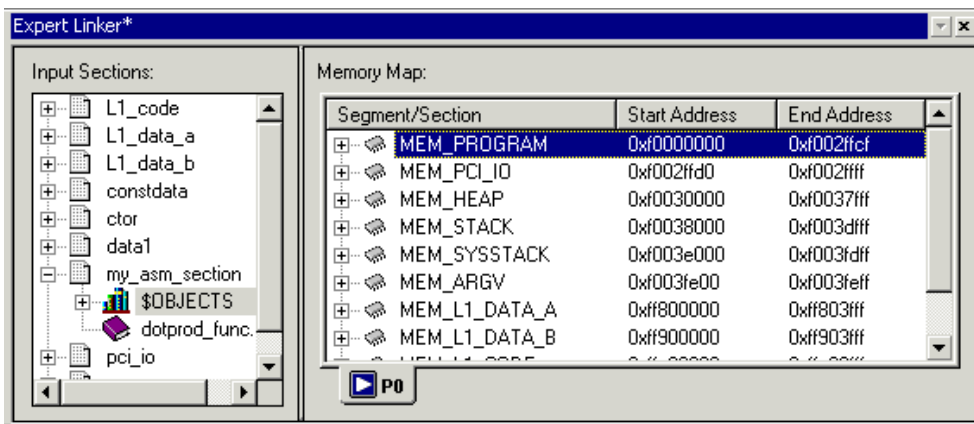 Expert Linker*
Input Sections:
L1_code
L1_data_a
L1_data_b
constdata
ctor
data1
my_asm_section
$OBJECTS
dotprod_func.
pci_io
Memory Map:
Segment/Section Start Address End Address
MEM_PROGRAM 0xf0000000 0xf002ffcf
MEM_PCI_IO 0xf002ffd0 0xf002ffff
MEM_HEAP 0xf0030000 0xf0037fff
MEM_STACK 0xf0038000 0xf003dfff
MEM_SYSSTACK 0xf003e000 0xf003fdff
MEM_ARGV 0xf003fe00 0xf003feff
MEM_L1_DATA_A 0xff800000 0xff803fff
MEM_L1_DATA_B 0xff900000 0xff903fff
P0